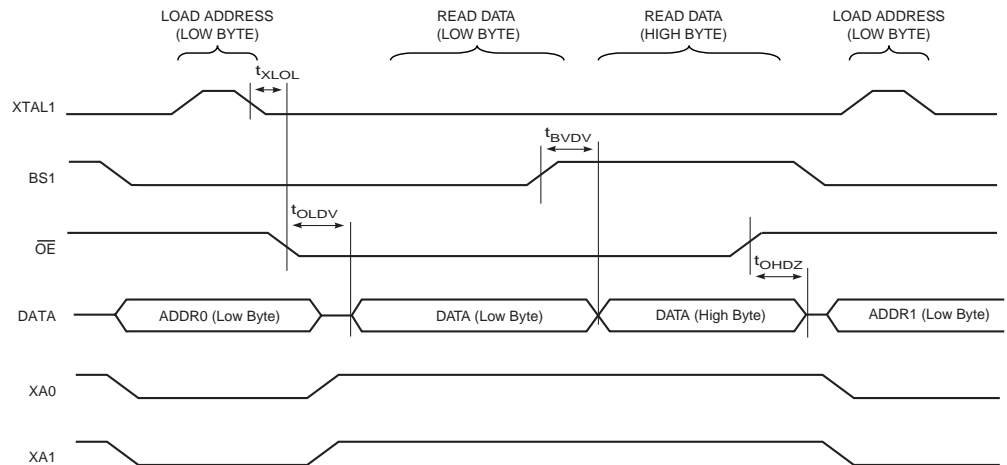 LOAD ADDRESS
(LOW BYTE)
READ DATA
(LOW BYTE)
READ DATA
(HIGH BYTE)
LOAD ADDRESS
(LOW BYTE)
tXLOL
XTAL1
tBVDV
BS1
tOLDV
OE
tOHDZ
DATA
ADDR0 (Low Byte)
DATA (Low Byte)
DATA (High Byte)
ADDR1 (Low Byte)
XA0
XA1